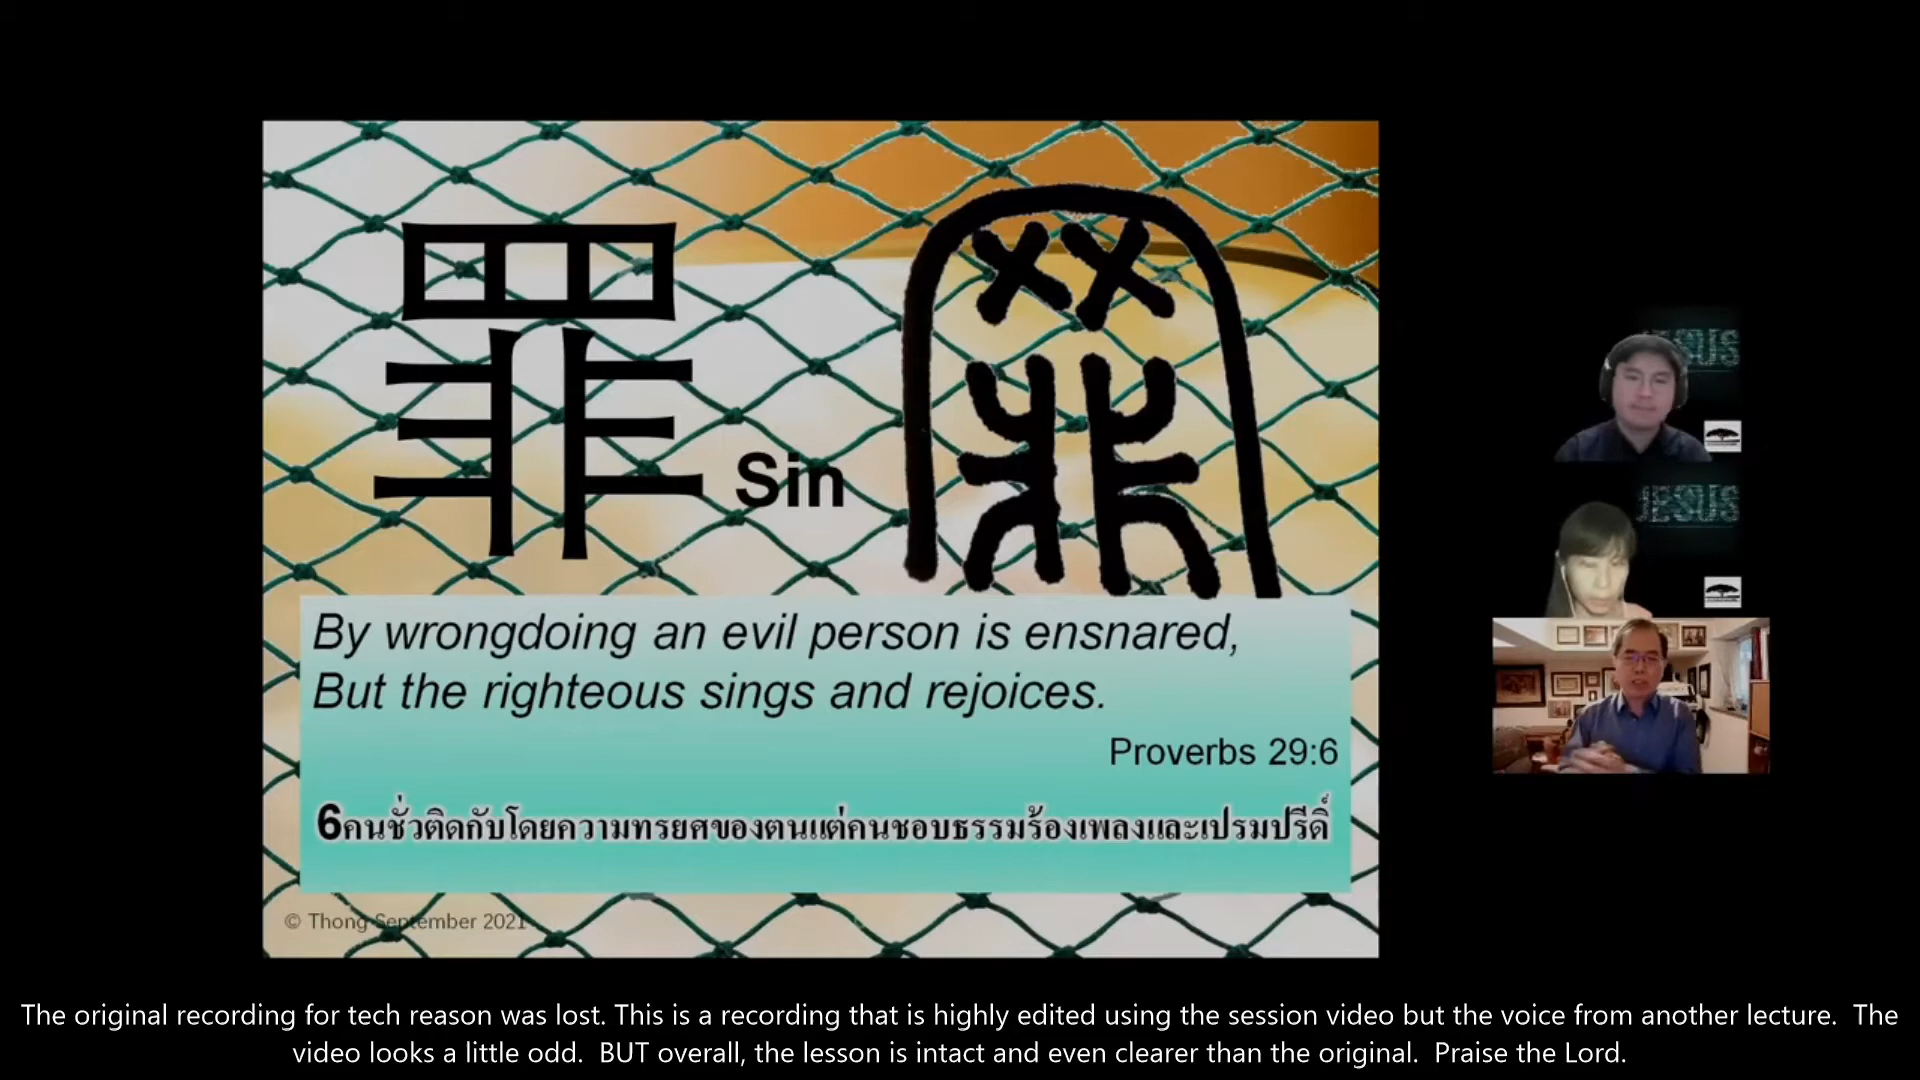 罪
Sin
By wrongdoing an evil person is ensnared,
But the righteous sings and rejoices.
Proverbs 29:6
6คนชั่วติดกับโดยความทรยศของตนแต่คนชอบธรรมร้องเพลงและเปรมปรีดิ์
© Thong September 2021
JESUS
JESUS
The original recording for tech reason was lost. This is a recording that is highly edited using the session video but the voice from another lecture. The
video looks a little odd. BUT overall, the lesson is intact and even clearer than the original. Praise the Lord.